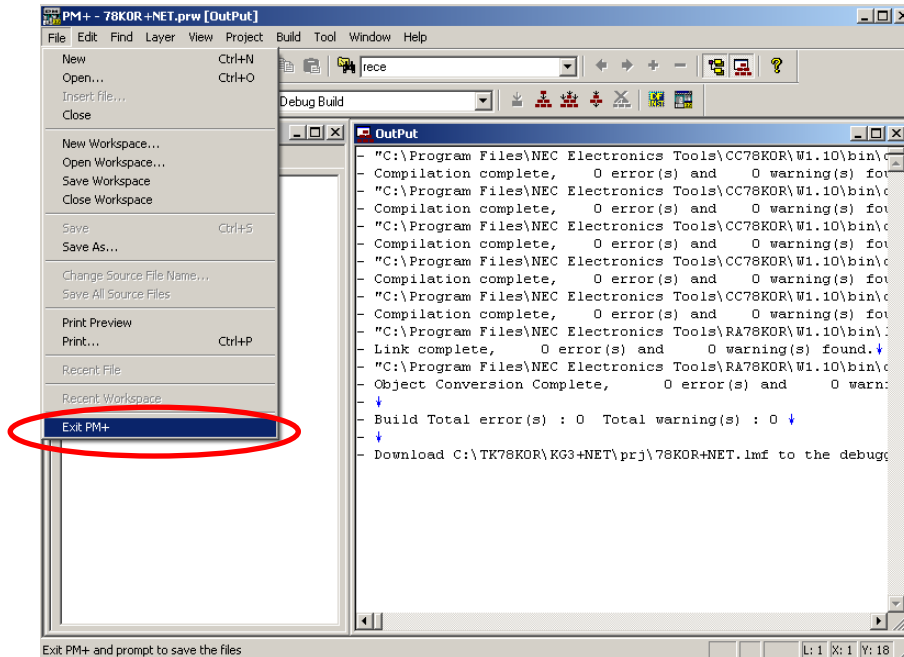 PM+ - 78K0R+NET.prw [OutPut]
File Edit Find Layer View Project Build Tool Window Help
New Ctrl+N
Open... Ctrl+O
Insert file...
Close
New Workspace...
Open Workspace...
Save Workspace
Close Workspace
Save Ctrl+S
Save As...
Change Source File Name...
Save All Source Files
Print Preview
Print... Ctrl+P
Recent File
Recent Workspace
Exit PM+
rece
Debug Build
OutPut
- "C:\Program Files\NEC Electronics Tools\CC78K0R\W1.10\bin\
- Compilation complete, 0 error(s) and 0 warning(s)
- "C:\Program Files\NEC Electronics Tools\CC78K0R\W1.10\bin\
- Compilation complete, 0 error(s) and 0 warning(s)
- "C:\Program Files\NEC Electronics Tools\CC78K0R\W1.10\bin\
- Compilation complete, 0 error(s) and 0 warning(s)
- "C:\Program Files\NEC Electronics Tools\CC78K0R\W1.10\bin\
- Compilation complete, 0 error(s) and 0 warning(s)
- "C:\Program Files\NEC Electronics Tools\CC78K0R\W1.10\bin\
- Compilation complete, 0 error(s) and 0 warning(s)
- "C:\Program Files\NEC Electronics Tools\RA78K0R\W1.10\bin\
- Link complete, 0 error(s) and 0 warning(s) found.↓
- "C:\Program Files\NEC Electronics Tools\RA78K0R\W1.10\bin\
- Object Conversion Complete, 0 error(s) and 0
- ↓
- Build Total error(s) : 0 Total warning(s) : 0 ↓
- ↓
- Download C:\TK78K0R\KG3+NET\prj\78K0R+NET.lmf to the
Exit PM+ and prompt to save the files
L: 1 X: 1 Y: 18